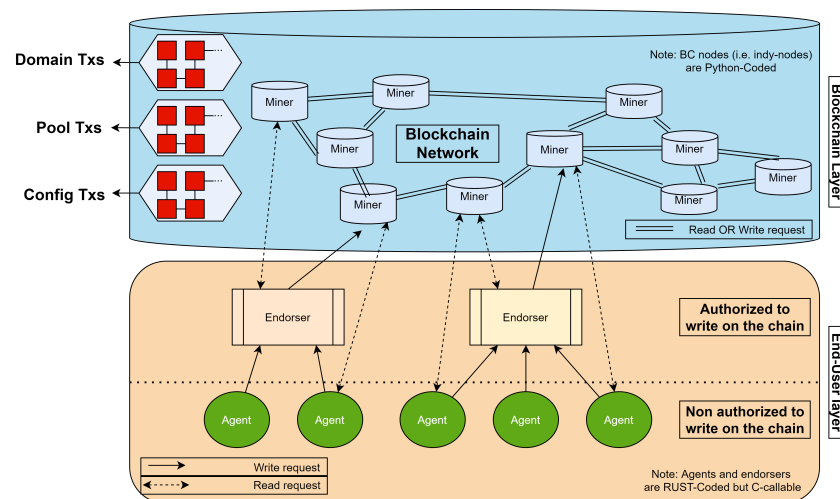 Domain Txs
Pool Txs
Config Txs
Note: BC nodes (i.e. indy-nodes)
are Python-Coded
Miner
Miner
Miner
Miner
Blockchain
Network
Miner
Miner
Miner
Miner
Miner
Miner
Read OR Write request
Blockchain Layer
Endorser
Endorser
Authorized to
write on the chain
End-User layer
Agent
Agent
Agent
Agent
Agent
Non authorized to
write on the chain
Write request
Read request
Note: Agents and endorsers
are RUST-Coded but C-callable